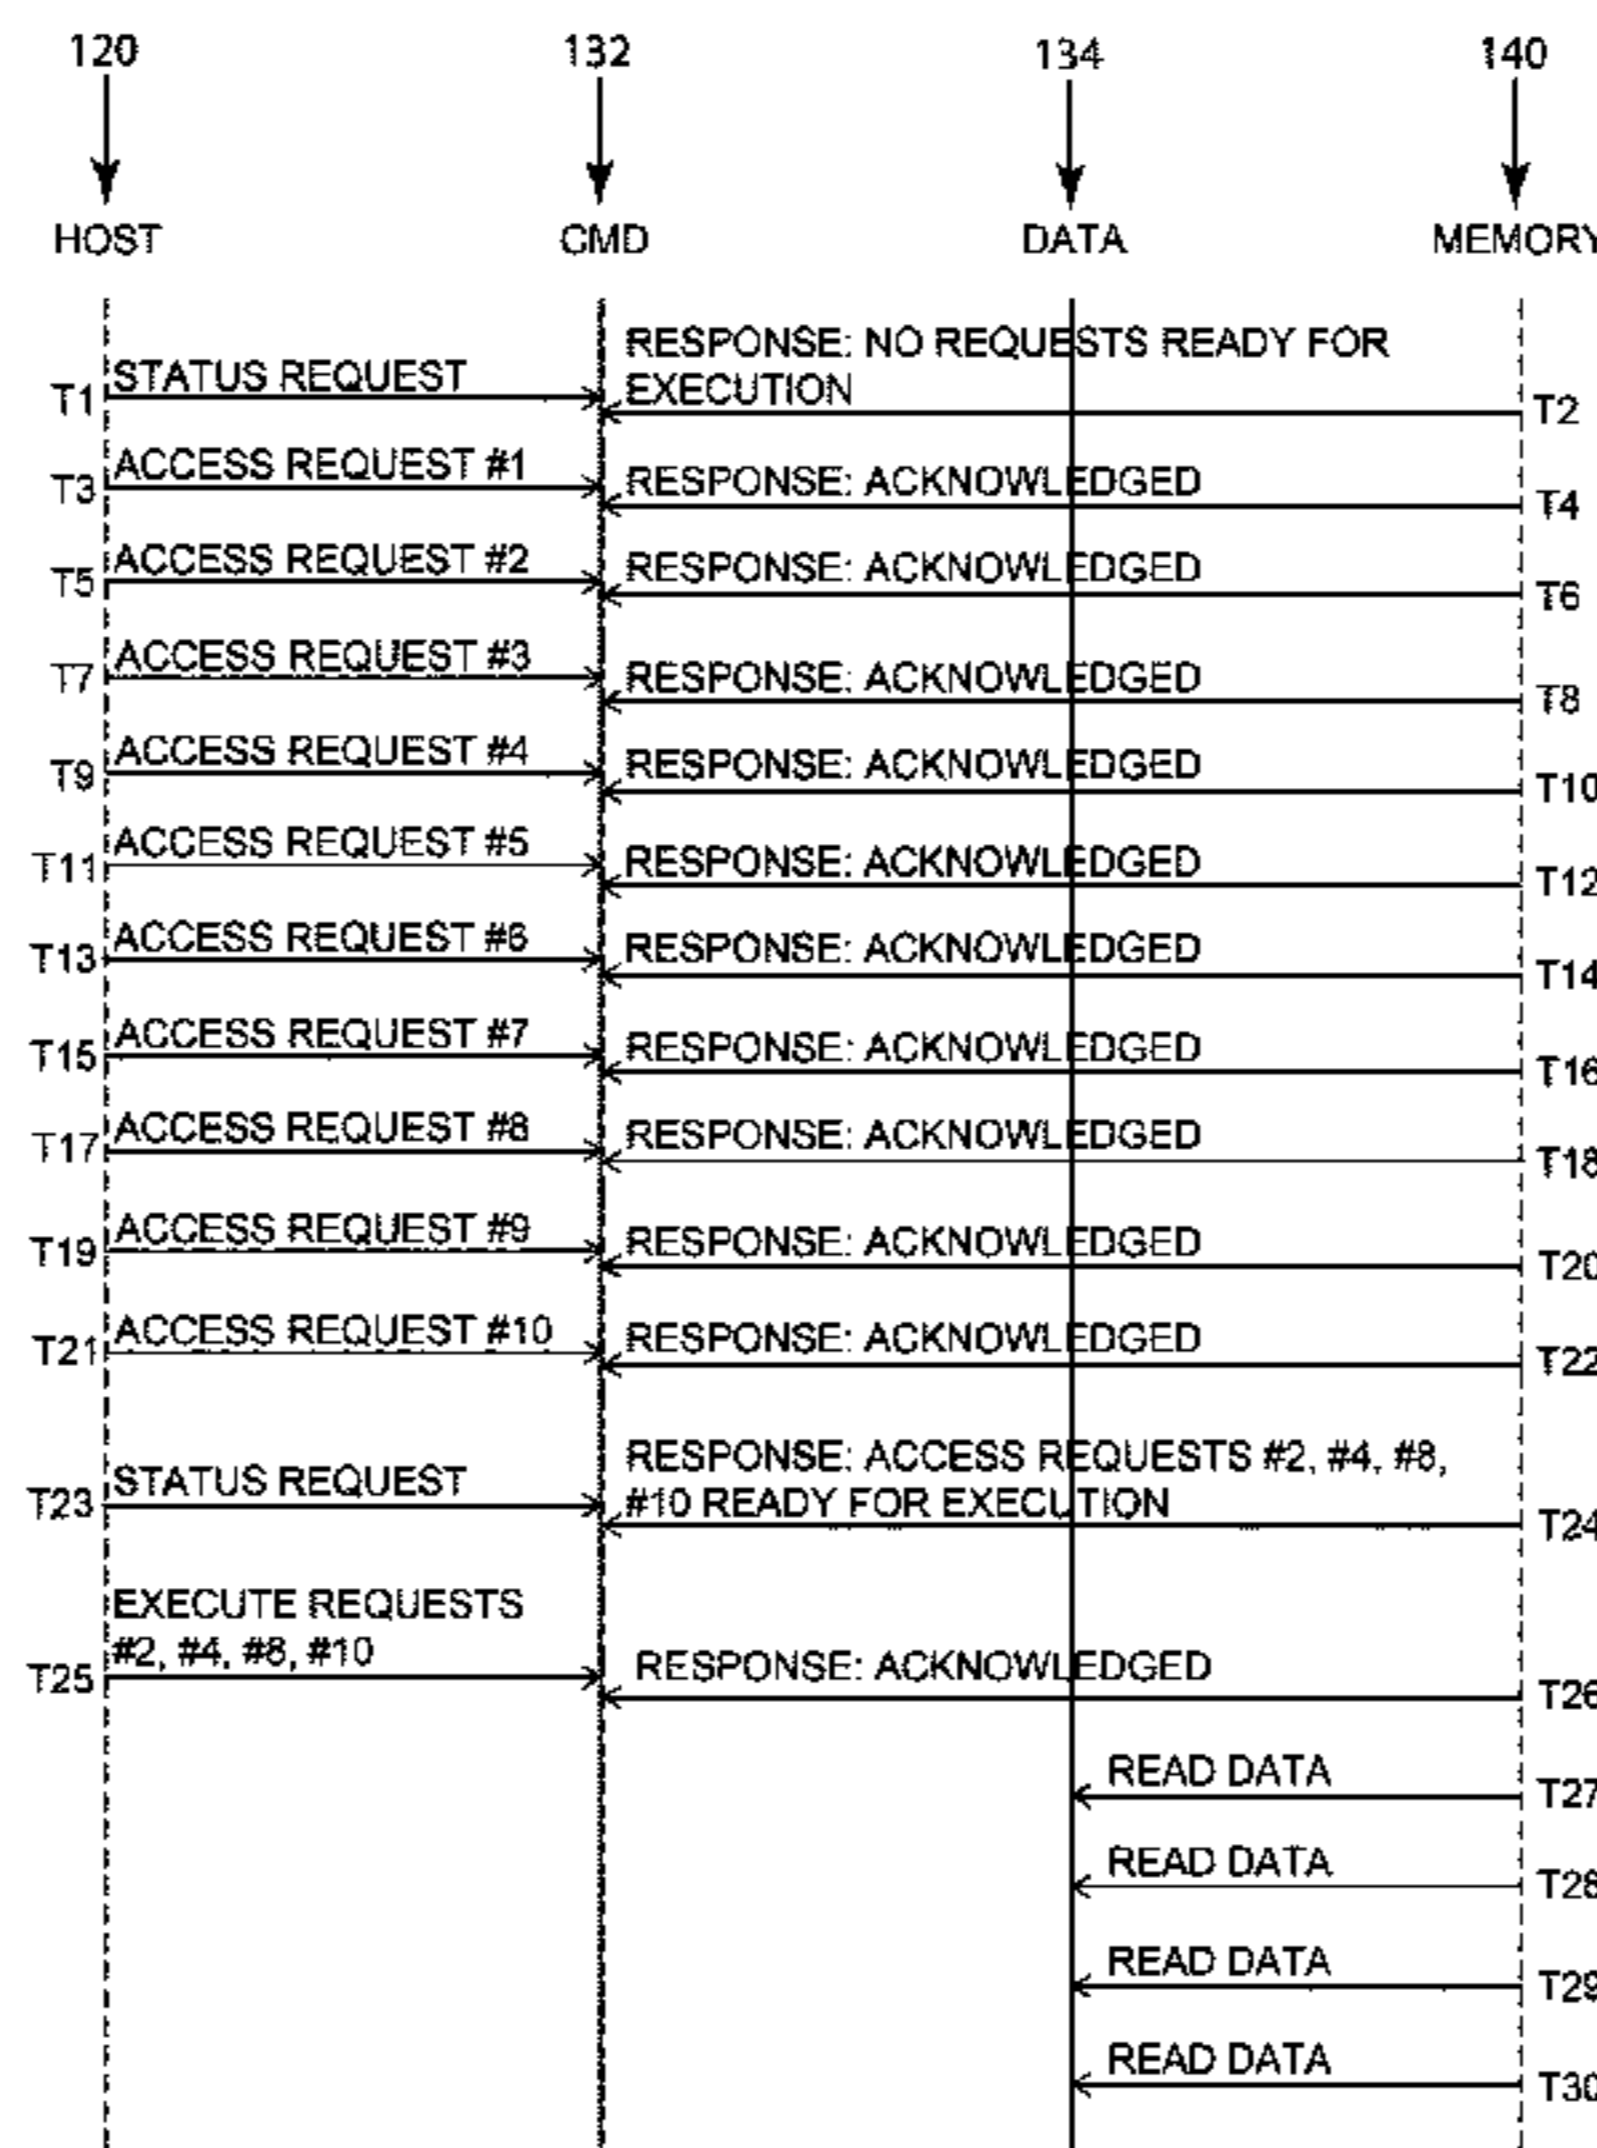 120 132 134 140
HOST CMD DATA MEMORY
RESPONSE: NO REQUESTS READY FOR
EXECUTION
T1 STATUS REQUEST T2
T3 ACCESS REQUEST #1 RESPONSE: ACKNOWLEDGED T4
T5 ACCESS REQUEST #2 RESPONSE: ACKNOWLEDGED T6
T7 ACCESS REQUEST #3 RESPONSE: ACKNOWLEDGED T8
T9 ACCESS REQUEST #4 RESPONSE: ACKNOWLEDGED T10
T11 ACCESS REQUEST #5 RESPONSE: ACKNOWLEDGED T12
T13 ACCESS REQUEST #6 RESPONSE: ACKNOWLEDGED T14
T15 ACCESS REQUEST #7 RESPONSE: ACKNOWLEDGED T16
T17 ACCESS REQUEST #8 RESPONSE: ACKNOWLEDGED T18
T19 ACCESS REQUEST #9 RESPONSE: ACKNOWLEDGED T20
T21 ACCESS REQUEST #10 RESPONSE: ACKNOWLEDGED T22
RESPONSE: ACCESS REQUESTS #2, #4, #8,
#10 READY FOR EXECUTION
T23 STATUS REQUEST T24
EXECUTE REQUESTS
#2, #4, #8, #10
T25 RESPONSE: ACKNOWLEDGED T26
READ DATA T27
READ DATA T28
READ DATA T29
READ DATA T30